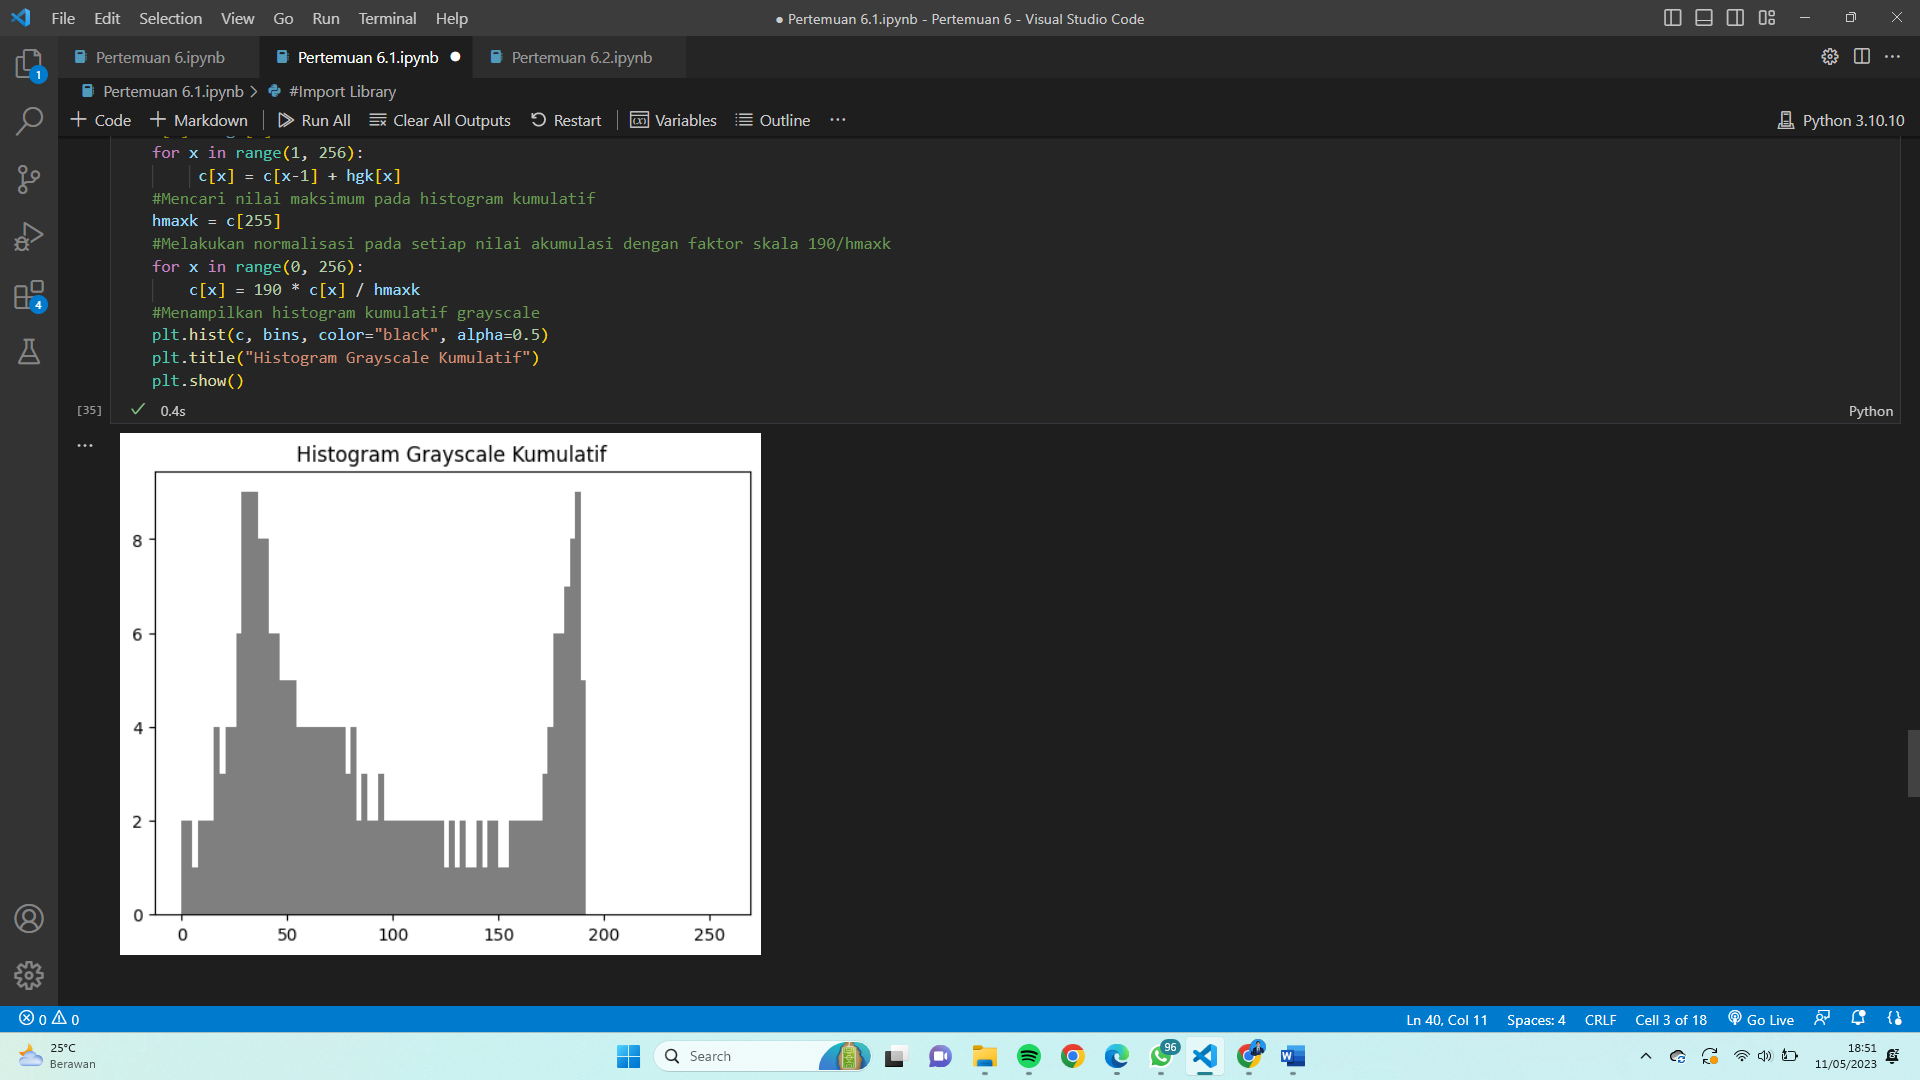 File Edit Selection View Go Run Terminal Help
● Pertemuan 6.1.ipynb - Pertemuan 6 - Visual Studio Code
Pertemuan 6.ipynb Pertemuan 6.1.ipynb Pertemuan 6.2.ipynb
1
Pertemuan 6.1.ipynb > #Import Library
+ Code + Markdown Run All Clear All Outputs Restart Variables Outline ... Python 3.10.10
for x in range(1, 256):
c[x] = c[x-1] + hgk[x]
#Mencari nilai maksimum pada histogram kumulatif
hmaxk = c[255]
#Melakukan normalisasi pada setiap nilai akumulasi dengan faktor skala 190/hmaxk
for x in range(0, 256):
c[x] = 190 * c[x] / hmaxk
4
#Menampilkan histogram kumulatif grayscale
plt.hist(c, bins, color="black", alpha=0.5)
plt.title("Histogram Grayscale Kumulatif")
plt.show()
[35] 0.4s Python
Histogram Grayscale Kumulatif
8
6
4
2
0
0 50 100 150 200 250
0 0 Ln 40, Col 11 Spaces: 4 CRLF Cell 3 of 18 Go Live
25°C
Berawan
Search
96
18:51
11/05/2023